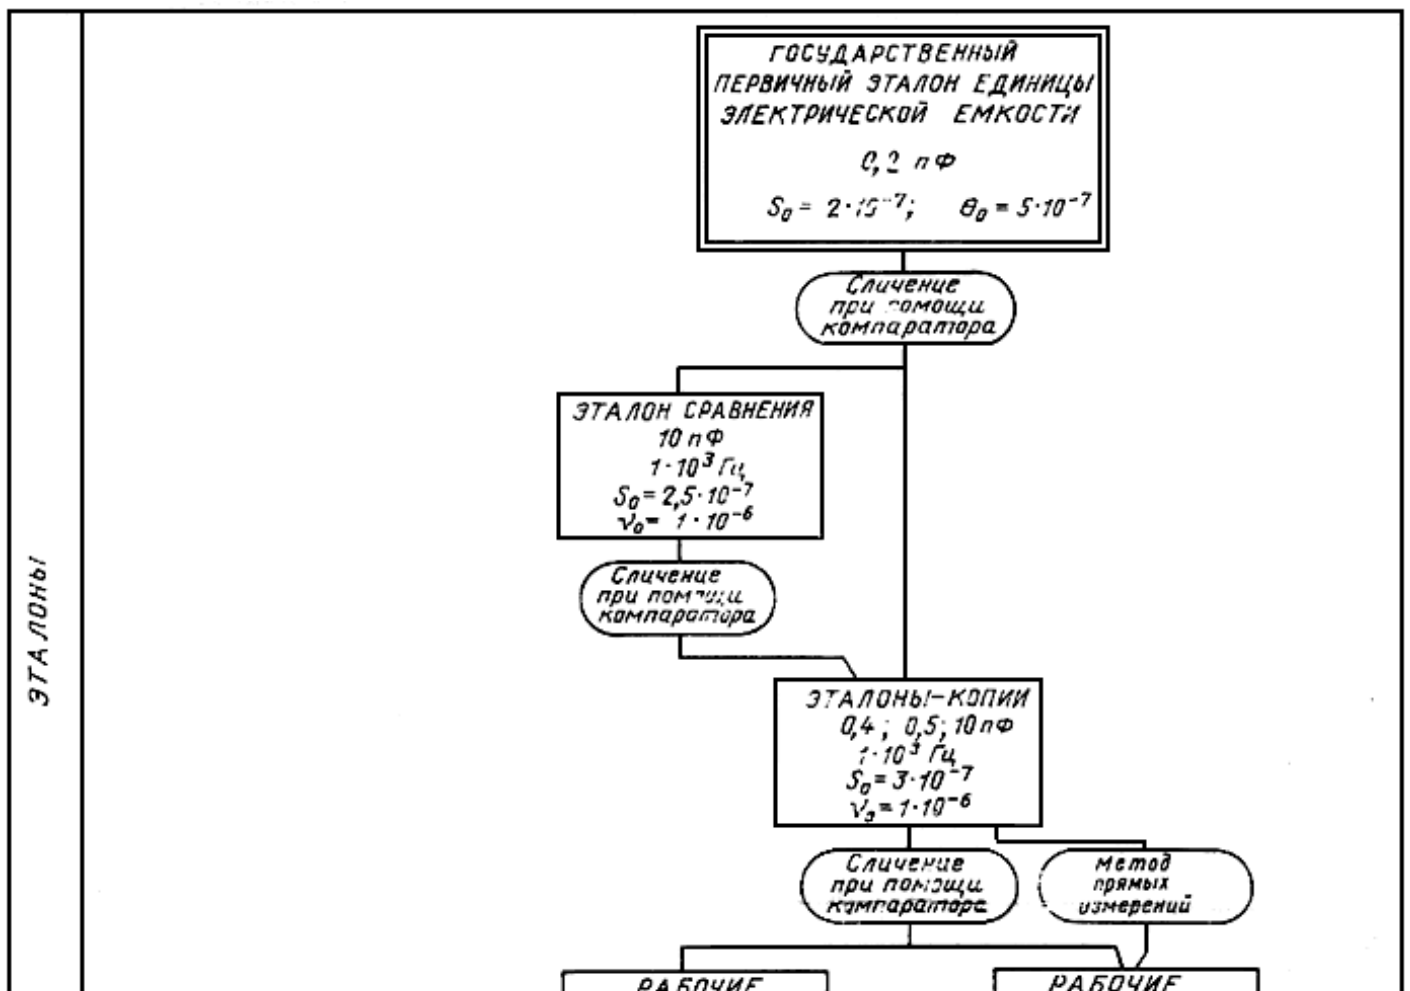 ЭТАЛОНЫ
ГОСУДАРСТВЕННЫЙ
ПЕРВИЧНЫЙ ЭТАЛОН ЕДИНИЦЫ
ЭЛЕКТРИЧЕСКОЙ ЕМКОСТИ
0,2 пФ
S₀ = 2·10⁻⁷; Θ₀ = 5·10⁻⁷
Сличение
при помощи
компаратора
ЭТАЛОН СРАВНЕНИЯ
10 пФ
1·10³ Гц
S₀ = 2,5·10⁻⁷
ν₀ = 1·10⁻⁶
Сличение
при помощи
компаратора
ЭТАЛОНЫ-КОПИИ
0,4; 0,5; 10 пФ
1·10³ Гц
S₀ = 3·10⁻⁷
ν₀ = 1·10⁻⁶
Сличение
при помощи
компаратора
Метод
прямых
измерений
РАБОЧИЕ
РАБОЧИЕ